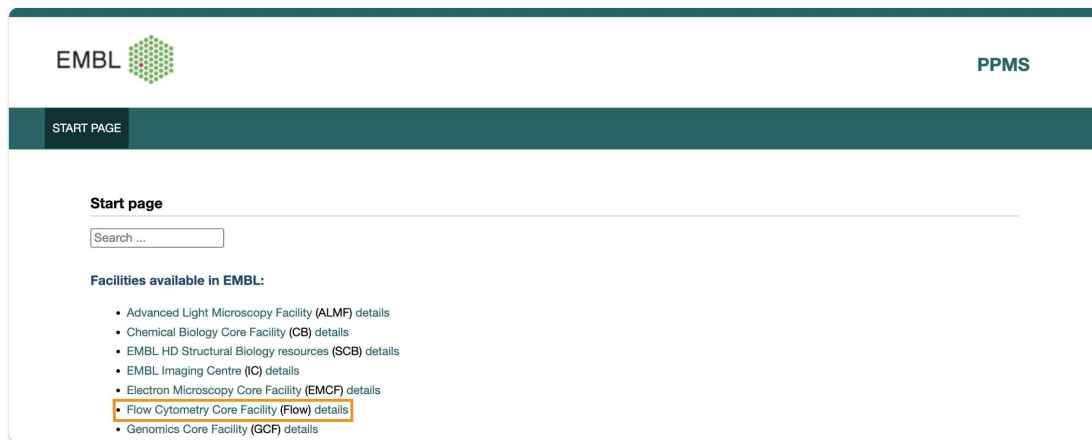 EMBL
PPMS
START PAGE
Start page
Search ...
Facilities available in EMBL:
• Advanced Light Microscopy Facility (ALMF) details
• Chemical Biology Core Facility (CB) details
• EMBL HD Structural Biology resources (SCB) details
• EMBL Imaging Centre (IC) details
• Electron Microscopy Core Facility (EMCF) details
• Flow Cytometry Core Facility (Flow) details
• Genomics Core Facility (GCF) details